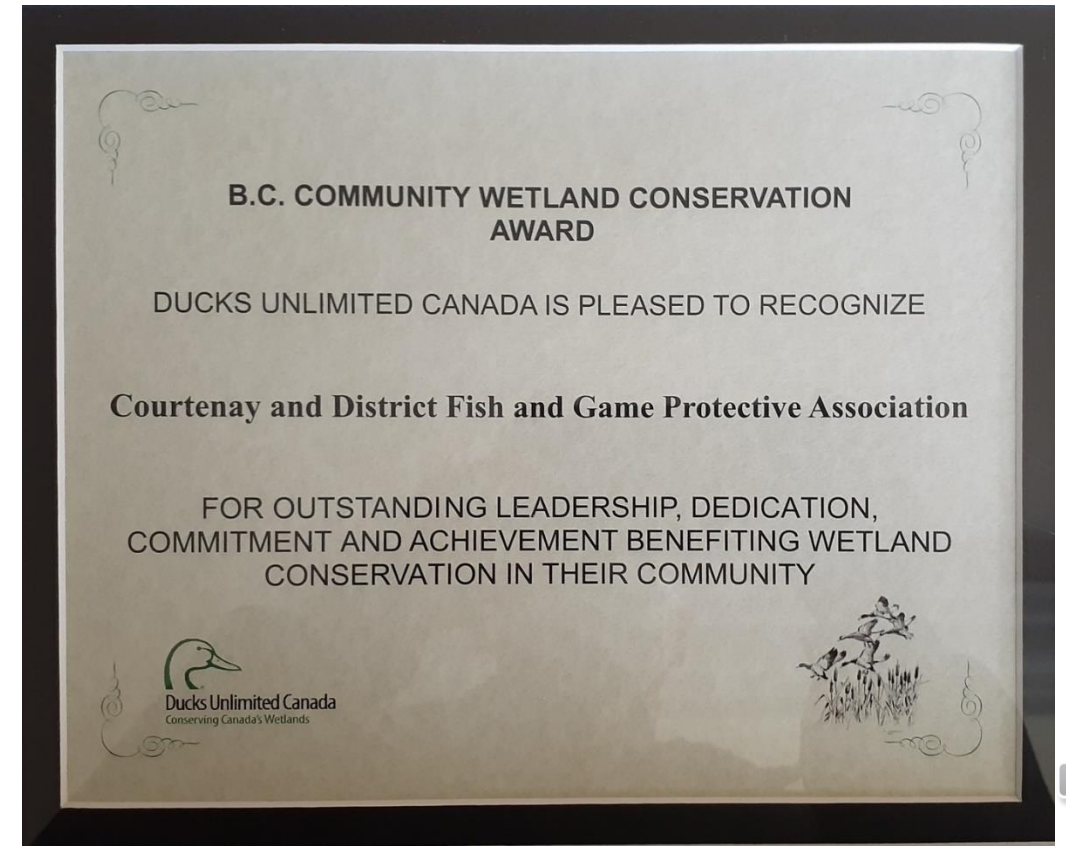 B.C. COMMUNITY WETLAND CONSERVATION
AWARD
DUCKS UNLIMITED CANADA IS PLEASED TO RECOGNIZE
Courtenay and District Fish and Game Protective Association
FOR OUTSTANDING LEADERSHIP, DEDICATION,
COMMITMENT AND ACHIEVEMENT BENEFITING WETLAND
CONSERVATION IN THEIR COMMUNITY
Ducks Unlimited Canada
Conserving Canada's Wetlands